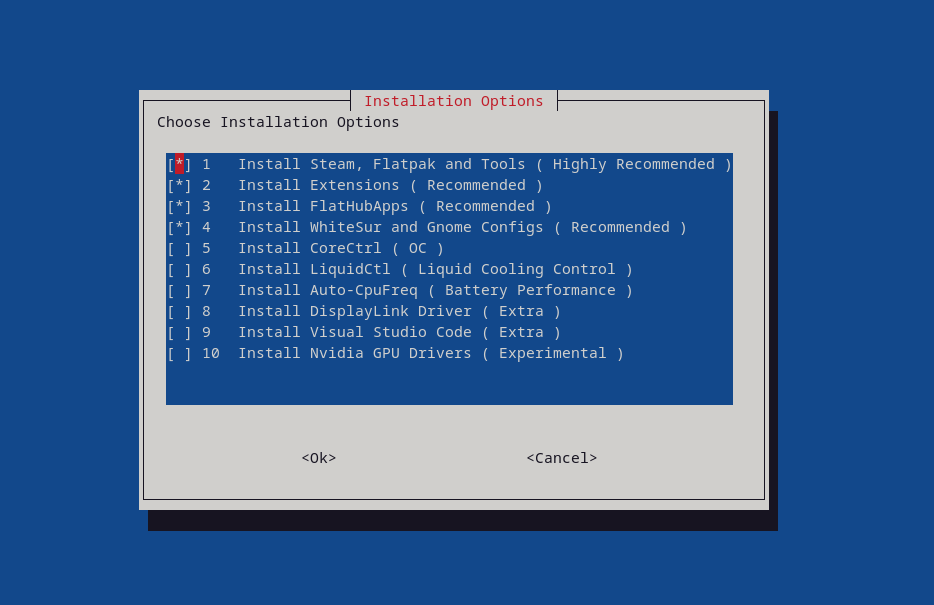 Installation Options
Choose Installation Options
[*] 1 Install Steam, Flatpak and Tools ( Highly Recommended )
[*] 2 Install Extensions ( Recommended )
[*] 3 Install FlatHubApps ( Recommended )
[*] 4 Install WhiteSur and Gnome Configs ( Recommended )
[ ] 5 Install CoreCtrl ( OC )
[ ] 6 Install LiquidCtl ( Liquid Cooling Control )
[ ] 7 Install Auto-CpuFreq ( Battery Performance )
[ ] 8 Install DisplayLink Driver ( Extra )
[ ] 9 Install Visual Studio Code ( Extra )
[ ] 10 Install Nvidia GPU Drivers ( Experimental )
<Ok> <Cancel>